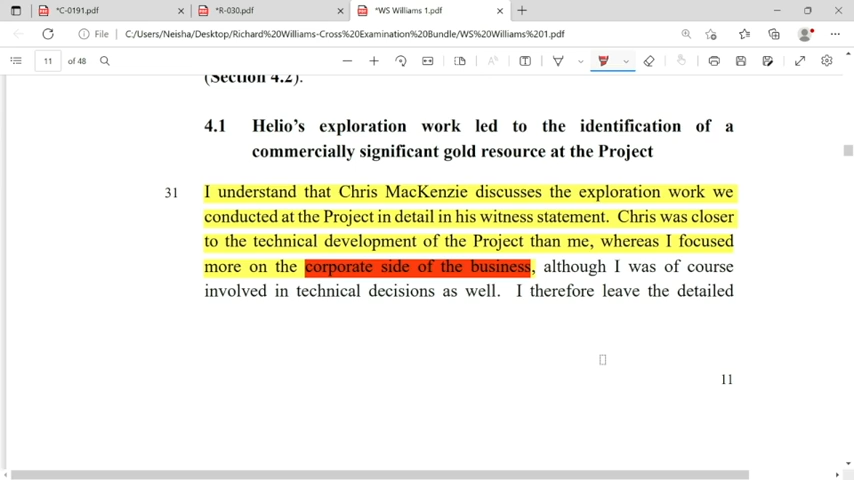 *C-0191.pdf
*R-030.pdf
*WS Williams 1.pdf
File
C:/Users/Neisha/Desktop/Richard%20Williams-Cross%20Examination%20Bundle/WS%20Williams%201.pdf
11 of 48
(Section 4.2).
4.1 Helio's exploration work led to the identification of a
commercially significant gold resource at the Project
31 I understand that Chris MacKenzie discusses the exploration work we
conducted at the Project in detail in his witness statement. Chris was closer
to the technical development of the Project than me, whereas I focused
more on the corporate side of the business, although I was of course
involved in technical decisions as well. I therefore leave the detailed
11